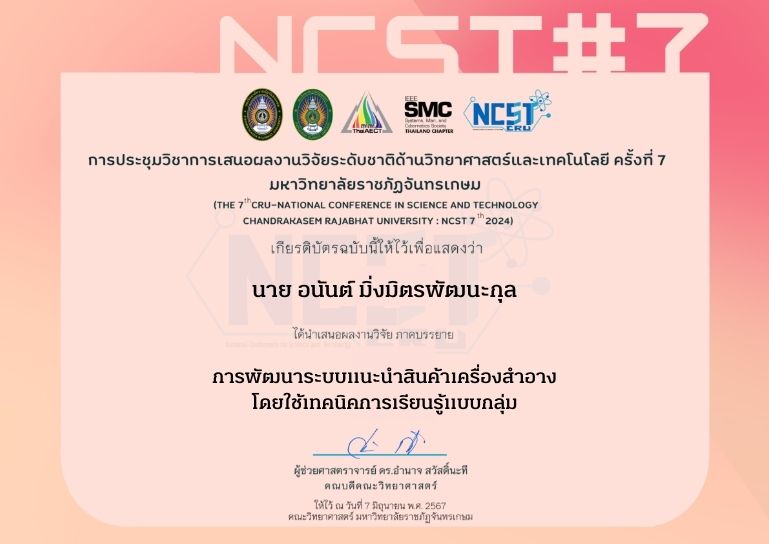 NCST#7
ThaiAECT
IEEE
SMC
Systems, Man, and
Cybernetics Society
THAILAND CHAPTER
NCST
CRU
การประชุมวิชาการเสนอผลงานวิจัยระดับชาติด้านวิทยาศาสตร์และเทคโนโลยี ครั้งที่ 7
มหาวิทยาลัยราชภัฏจันทรเกษม
(THE 7th CRU-NATIONAL CONFERENCE IN SCIENCE AND TECHNOLOGY
CHANDRAKASEM RAJABHAT UNIVERSITY : NCST 7th 2024)
เกียรติบัตรฉบับนี้ให้ไว้เพื่อแสดงว่า
นาย อนันต์ มิ่งมิตรพัฒนะกุล
ได้นำเสนอผลงานวิจัย ภาคบรรยาย
การพัฒนาระบบแนะนำสินค้าเครื่องสำอาง
โดยใช้เทคนิคการเรียนรู้แบบกลุ่ม
ผู้ช่วยศาสตราจารย์ ดร.อำนาจ สวัสดิ์นะที
คณบดีคณะวิทยาศาสตร์
ให้ไว้ ณ วันที่ 7 มิถุนายน พ.ศ. 2567
คณะวิทยาศาสตร์ มหาวิทยาลัยราชภัฏจันทรเกษม